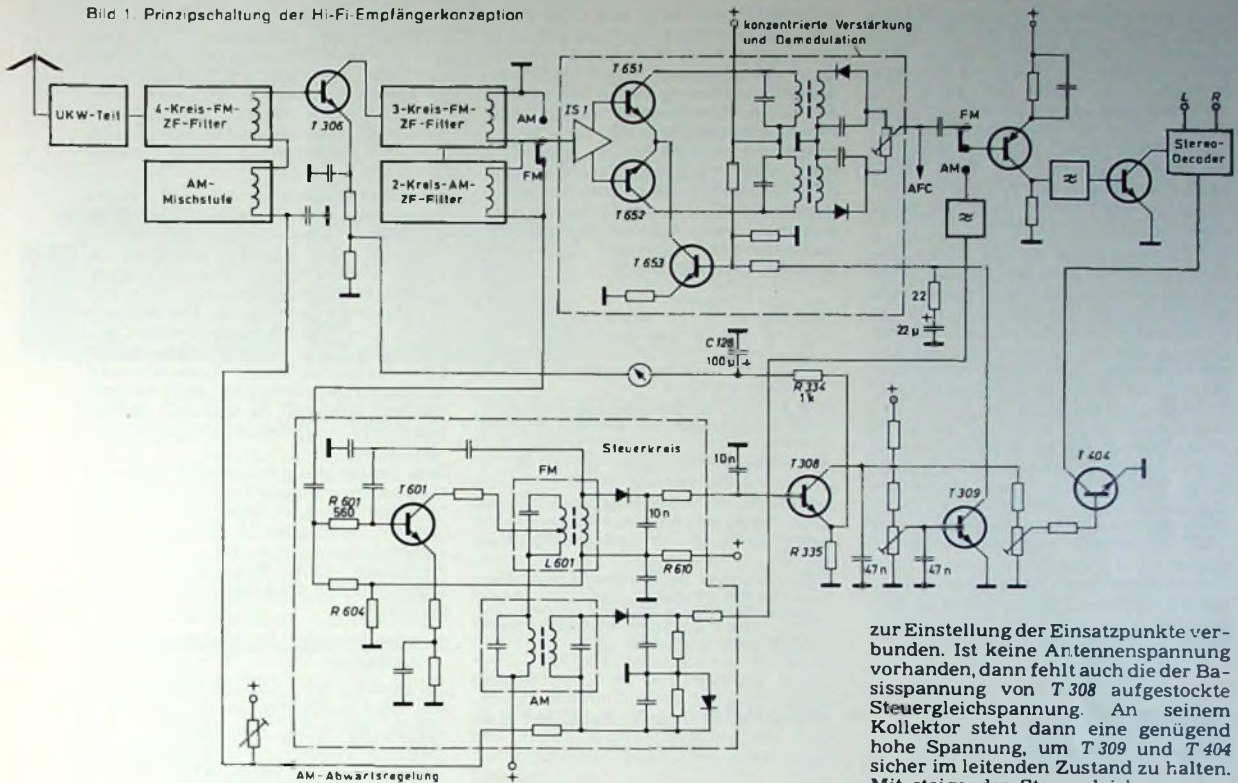 Bild 1. Prinzipschaltung der Hi-Fi-Empfängerkonzeption
konzentrierte Verstärkung
und Demodulation
UKW-Teil
4-Kreis-FM-
ZF-Filter
AM-
Mischstufe
T 306
3-Kreis-FM-
ZF-Filter
2-Kreis-AM-
ZF-Filter
AM
FM
IS 1
T 651
T 652
T 653
AFC
FM
AM
≈
≈
L
R
Stereo-
Decoder
22
22 µ
C 128
100 µ
R 334
1k
Steuerkreis
R 601
560
T 601
FM
L 601
10 n
R 610
R 604
AM
AM-Abwärtsregelung
10 n
T 308
R 335
47 n
47 n
T 309
T 404
zur Einstellung der Einsatzpunkte ver-
bunden. Ist keine Antennenspannung
vorhanden, dann fehlt auch die der Ba-
sisspannung von T 308 aufgestockte
Steuergleichspannung. An seinem
Kollektor steht dann eine genügend
hohe Spannung, um T 309 und T 404
sicher im leitenden Zustand zu halten.